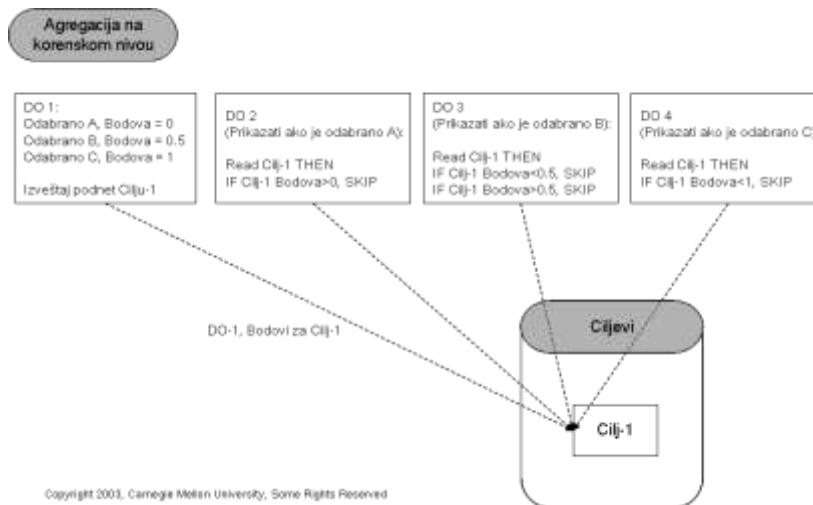 Agregacija na
korenskom nivou
DO 1:
Odabrano A, Bodova = 0
Odabrano B, Bodova = 0.5
Odabrano C, Bodova = 1
Izveštaj podnet Cilju-1
DO 2
(Prikazati ako je odabrano A):
Read Cilj-1 THEN
IF Cilj-1 Bodova>0, SKIP
DO 3
(Prikazati ako je odabrano B):
Read Cilj-1 THEN
IF Cilj-1 Bodova<0.5, SKIP
IF Cilj-1 Bodova>0.5, SKIP
DO 4
(Prikazati ako je odabrano C)
Read Cilj-1 THEN
IF Cilj-1 Bodova<1, SKIP
DO-1, Bodovi za Cilj-1
Ciljevi
Cilj-1
Copyright 2003, Carnegie Mellon University, Some Rights Reserved